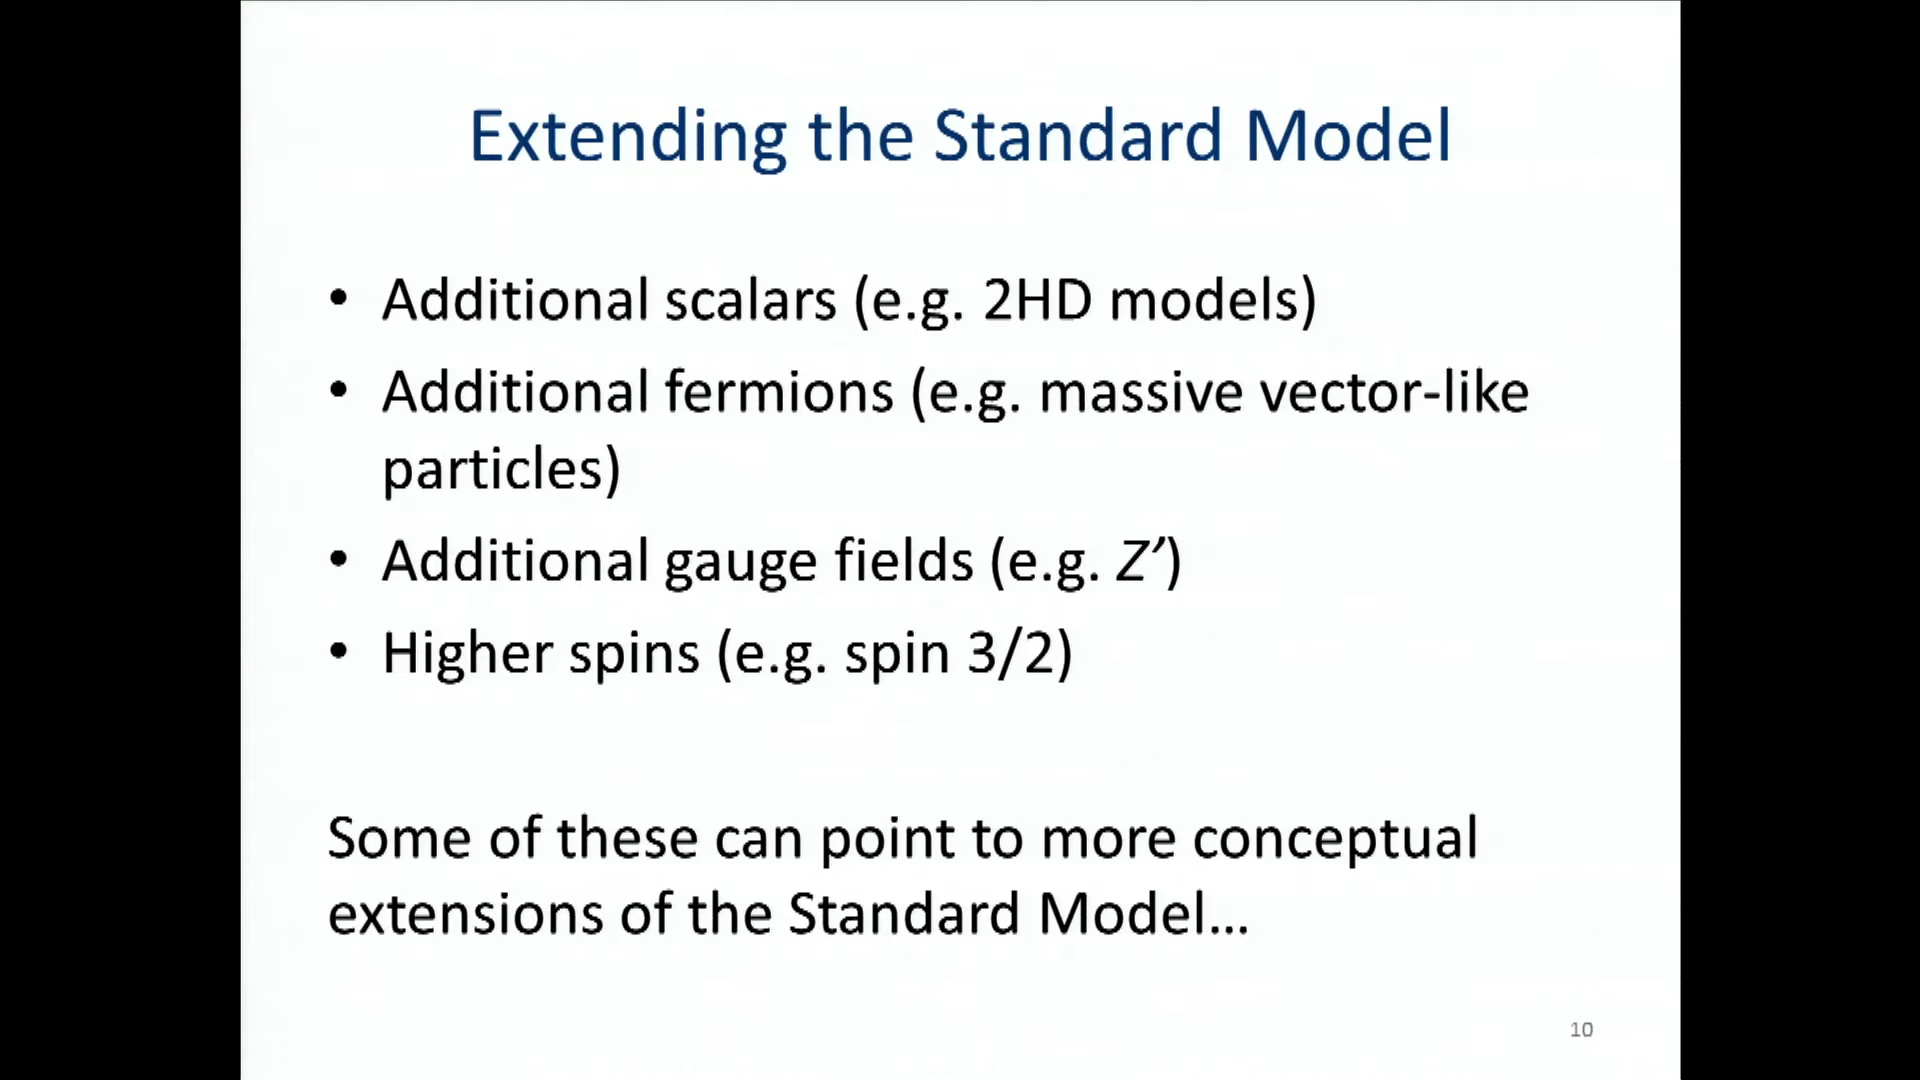 Extending the Standard Model
• Additional scalars (e.g. 2HD models)
• Additional fermions (e.g. massive vector-like
particles)
• Additional gauge fields (e.g. Z’)
• Higher spins (e.g. spin 3/2)
Some of these can point to more conceptual
extensions of the Standard Model...
10